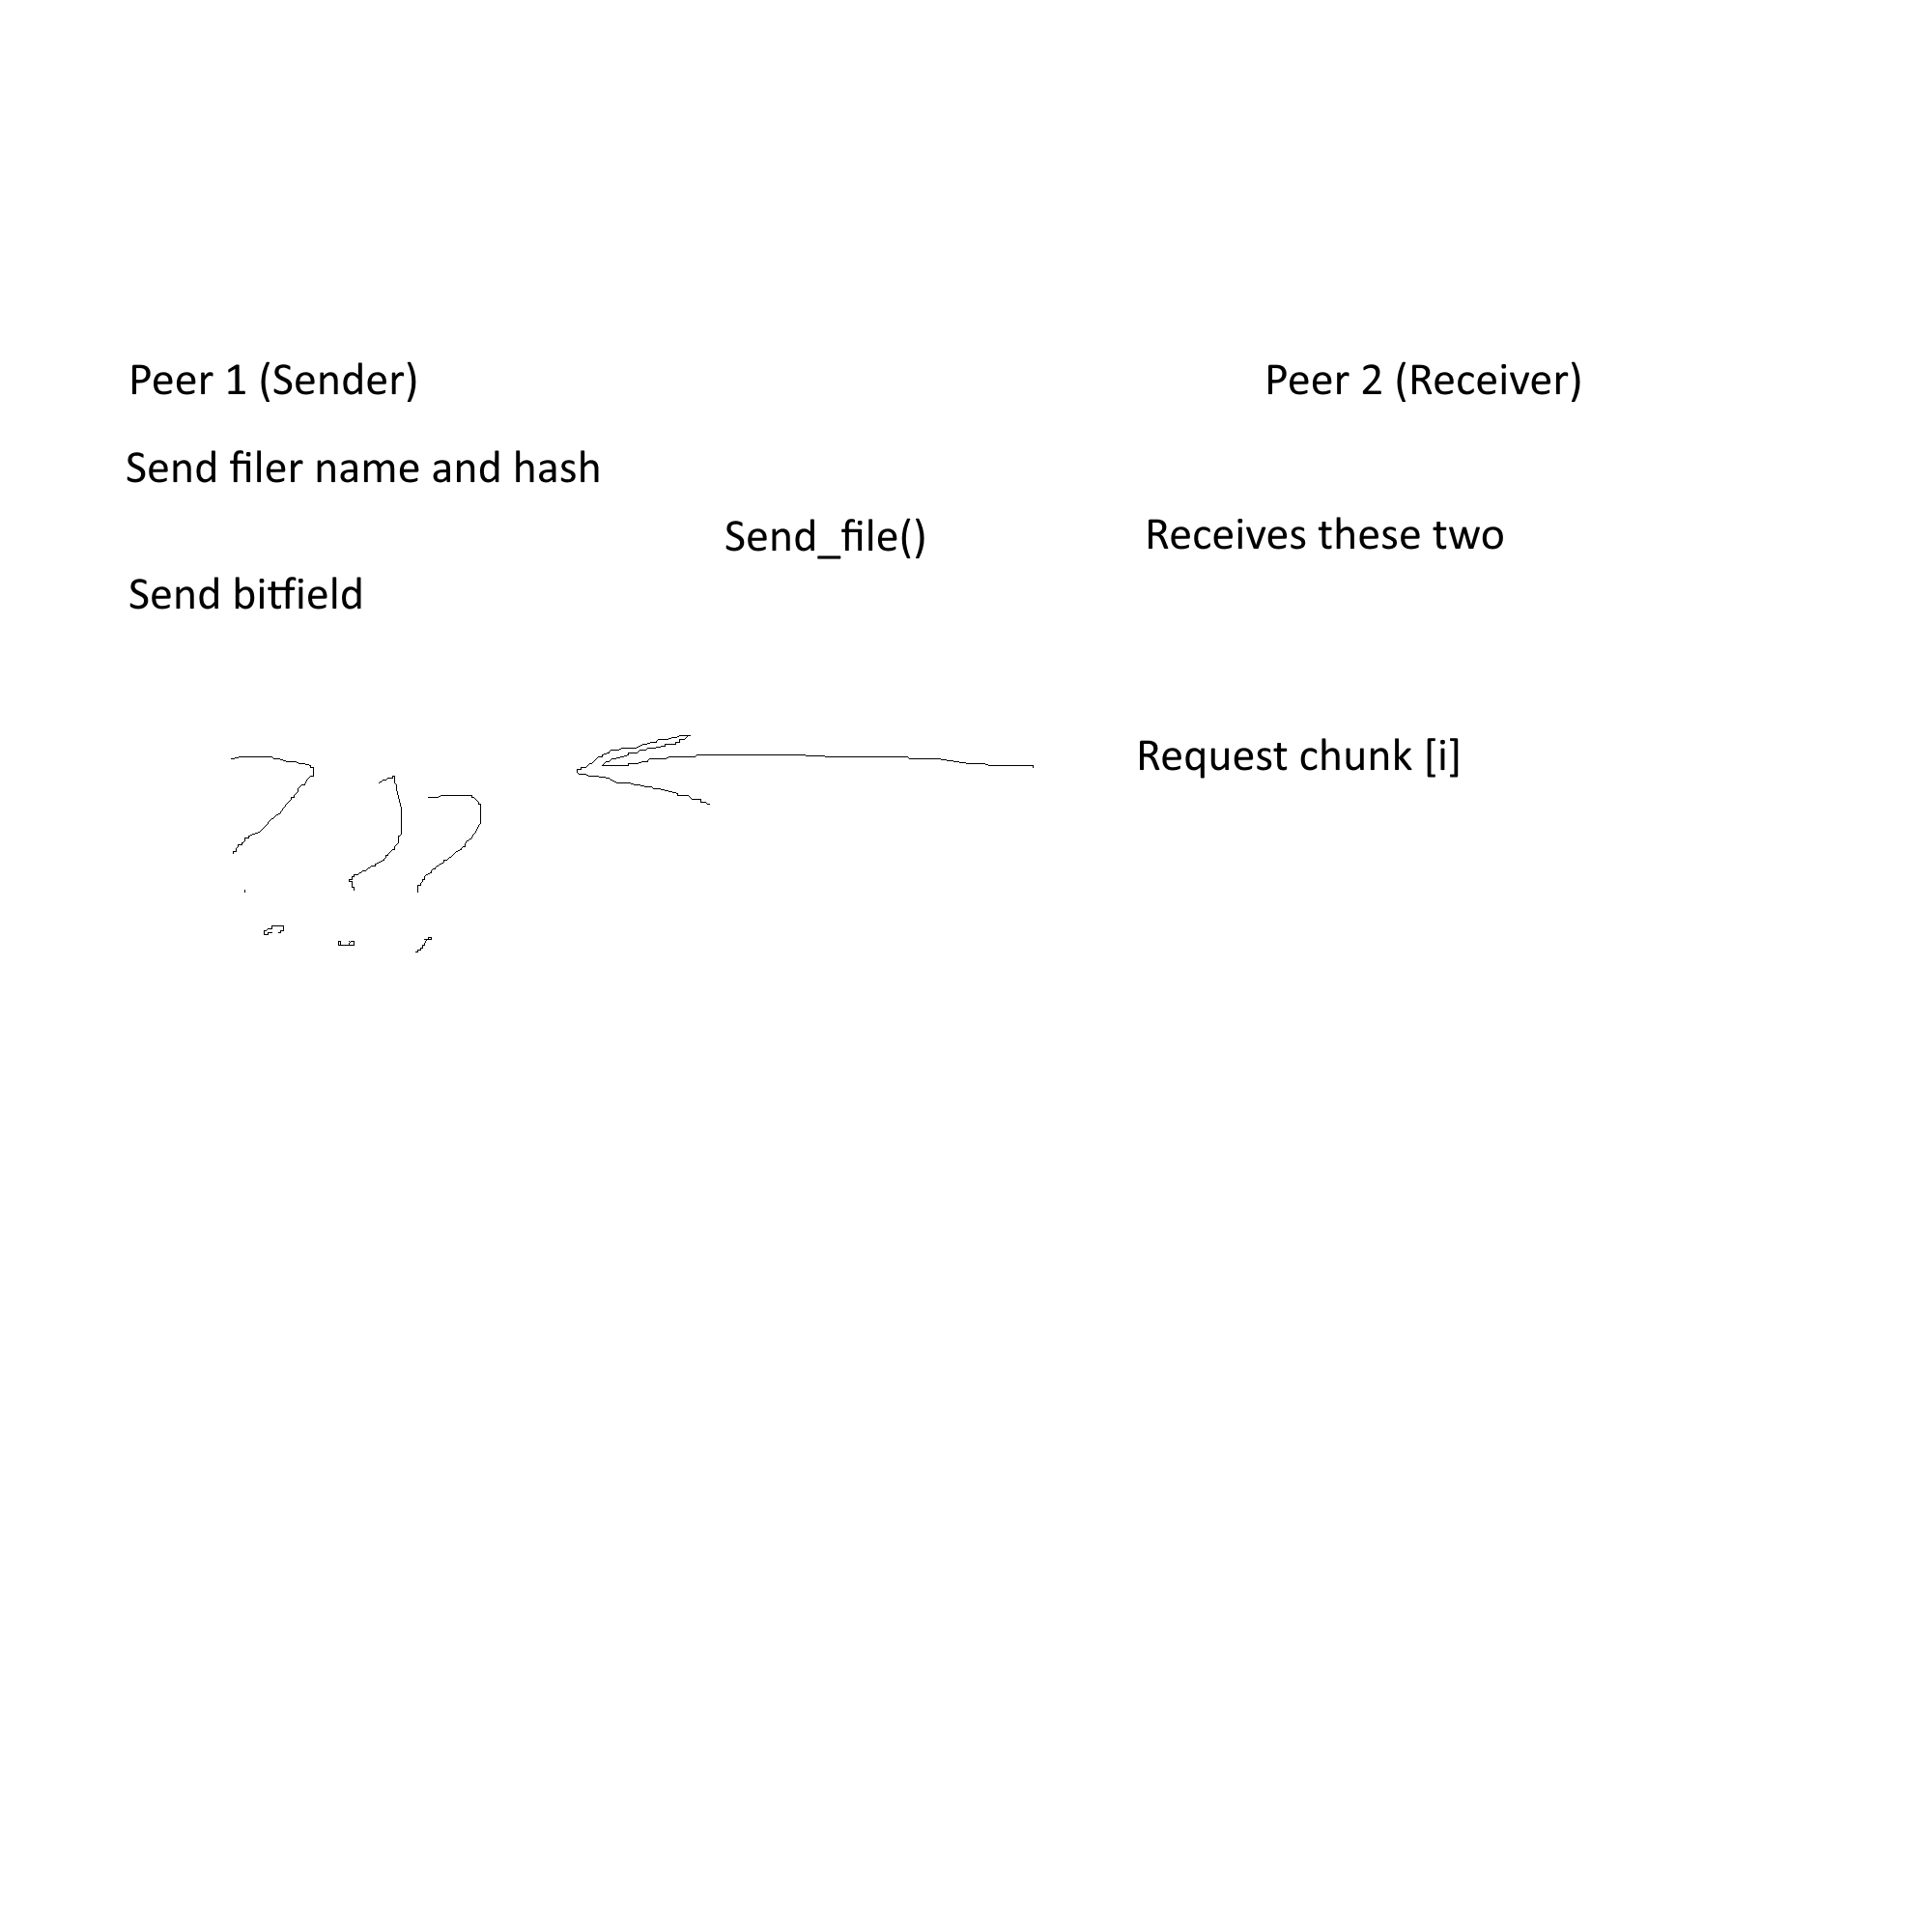 Peer 1 (Sender)
Peer 2 (Receiver)
Send filer name and hash
Send_file()
Receives these two
Send bitfield
Request chunk [i]
???